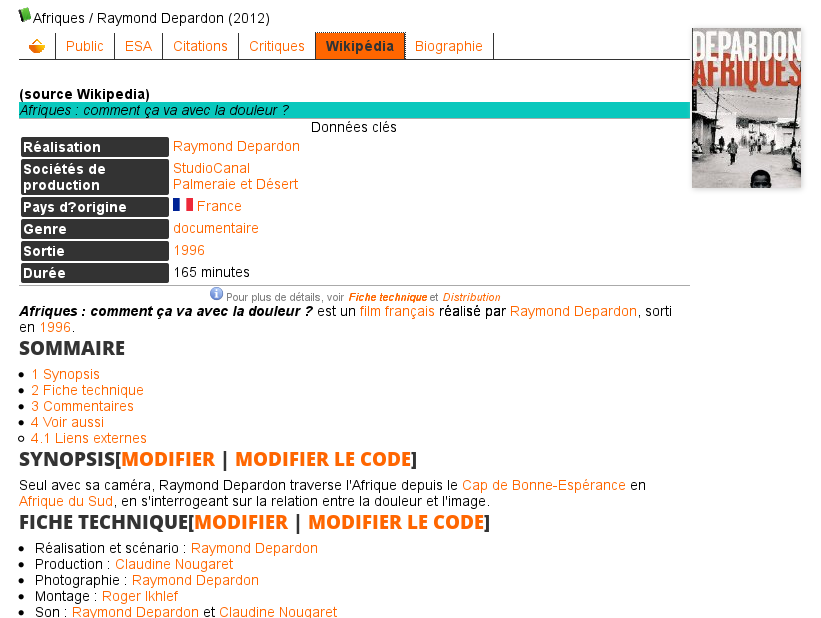 Afriques / Raymond Depardon (2012)
Public
ESA
Citations
Critiques
Wikipédia
Biographie
DEPARDON
AFRIQUES
(source Wikipedia)
Afriques : comment ça va avec la douleur ?
Données clés
Réalisation Raymond Depardon
Sociétés de production StudioCanal
Palmeraie et Désert
Pays d?origine France
Genre documentaire
Sortie 1996
Durée 165 minutes
Pour plus de détails, voir Fiche technique et Distribution
Afriques : comment ça va avec la douleur ? est un film français réalisé par Raymond Depardon, sorti
en 1996.
SOMMAIRE
1 Synopsis
2 Fiche technique
3 Commentaires
4 Voir aussi
4.1 Liens externes
SYNOPSIS[MODIFIER | MODIFIER LE CODE]
Seul avec sa caméra, Raymond Depardon traverse l'Afrique depuis le Cap de Bonne-Espérance en
Afrique du Sud, en s'interrogeant sur la relation entre la douleur et l'image.
FICHE TECHNIQUE[MODIFIER | MODIFIER LE CODE]
Réalisation et scénario : Raymond Depardon
Production : Claudine Nougaret
Photographie : Raymond Depardon
Montage : Roger Ikhlef
Son : Raymond Depardon et Claudine Nougaret